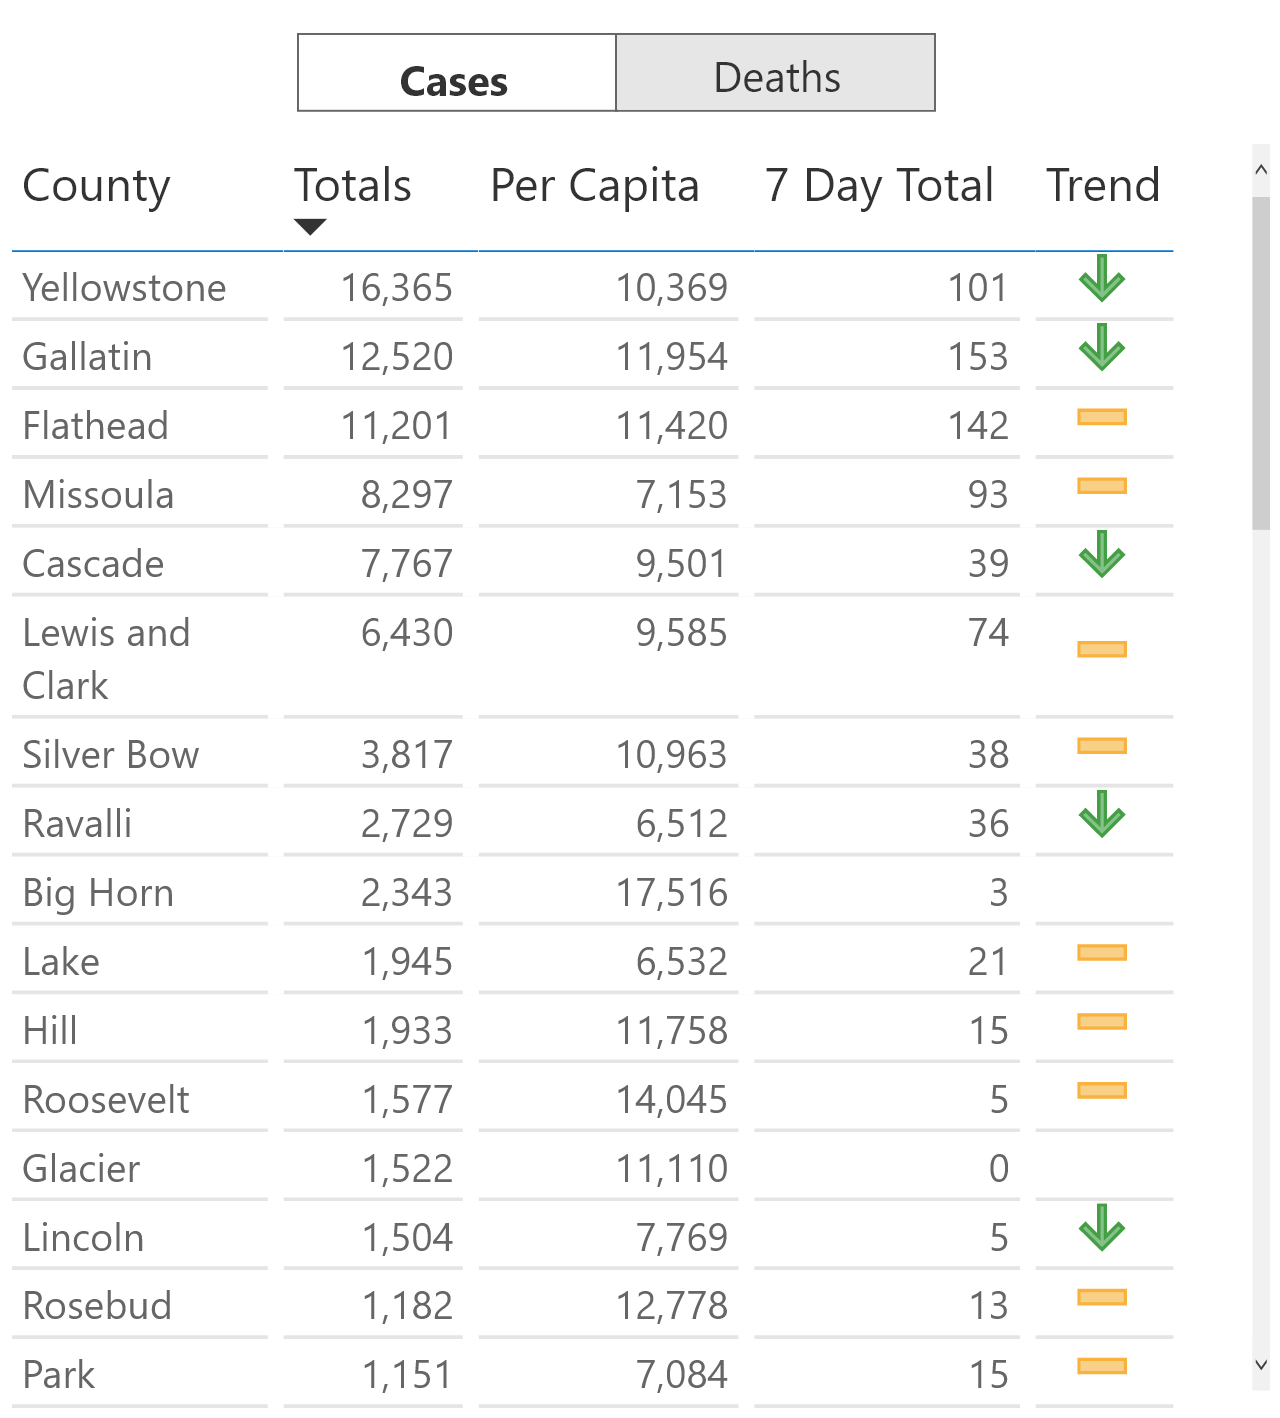 Cases Deaths
County Totals Per Capita 7 Day Total Trend
Yellowstone 16,365 10,369 101
Gallatin 12,520 11,954 153
Flathead 11,201 11,420 142
Missoula 8,297 7,153 93
Cascade 7,767 9,501 39
Lewis and 6,430 9,585 74
Clark
Silver Bow 3,817 10,963 38
Ravalli 2,729 6,512 36
Big Horn 2,343 17,516 3
Lake 1,945 6,532 21
Hill 1,933 11,758 15
Roosevelt 1,577 14,045 5
Glacier 1,522 11,110 0
Lincoln 1,504 7,769 5
Rosebud 1,182 12,778 13
Park 1,151 7,084 15